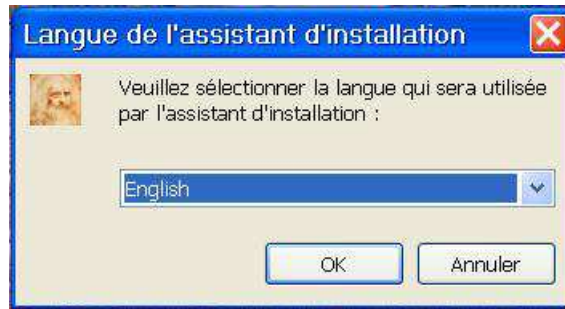 Langue de l'assistant d'installation
Veuillez sélectionner la langue qui sera utilisée
par l'assistant d'installation :
English
OK
Annuler